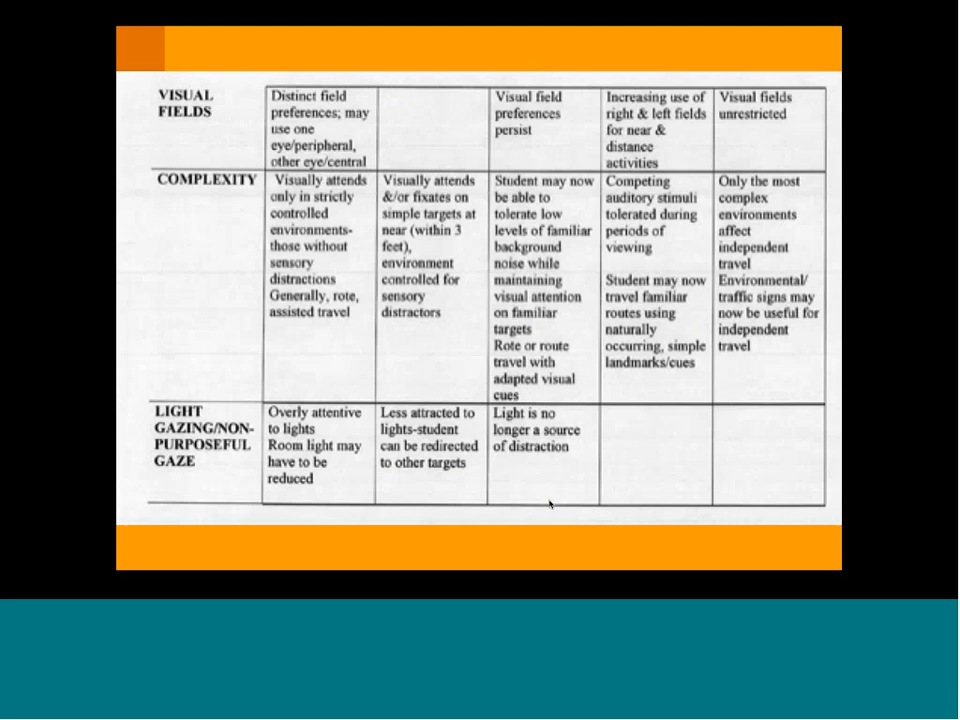 VISUAL
FIELDS
Distinct field
preferences; may
use one
eye/peripheral,
other eye/central
Visual field
preferences
persist
Increasing use of
right & left fields
for near &
distance
activities
Visual fields
unrestricted
COMPLEXITY
Visually attends
only in strictly
controlled
environments-
those without
sensory
distractions
Generally, rote,
assisted travel
Visually attends
&/or fixates on
simple targets at
near (within 3
feet),
environment
controlled for
sensory
distractors
Student may now
be able to
tolerate low
levels of familiar
background
noise while
maintaining
visual attention
on familiar
targets
Rote or route
travel with
adapted visual
cues
Competing
auditory stimuli
tolerated during
periods of
viewing
Student may now
travel familiar
routes using
naturally
occurring, simple
landmarks/cues
Only the most
complex
environments
affect
independent
travel
Environmental/
traffic signs may
now be useful for
independent
travel
LIGHT
GAZING/NON-
PURPOSEFUL
GAZE
Overly attentive
to lights
Room light may
have to be
reduced
Less attracted to
lights-student
can be redirected
to other targets
Light is no
longer a source
of distraction